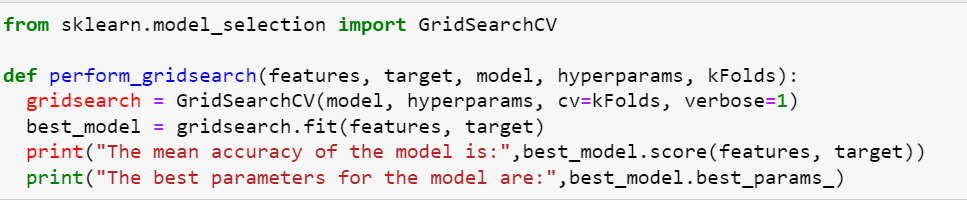 from sklearn.model_selection import GridSearchCV
def perform_gridsearch(features, target, model, hyperparams, kFolds):
  gridsearch = GridSearchCV(model, hyperparams, cv=kFolds, verbose=1)
  best_model = gridsearch.fit(features, target)
  print("The mean accuracy of the model is:",best_model.score(features, target))
  print("The best parameters for the model are:",best_model.best_params_)